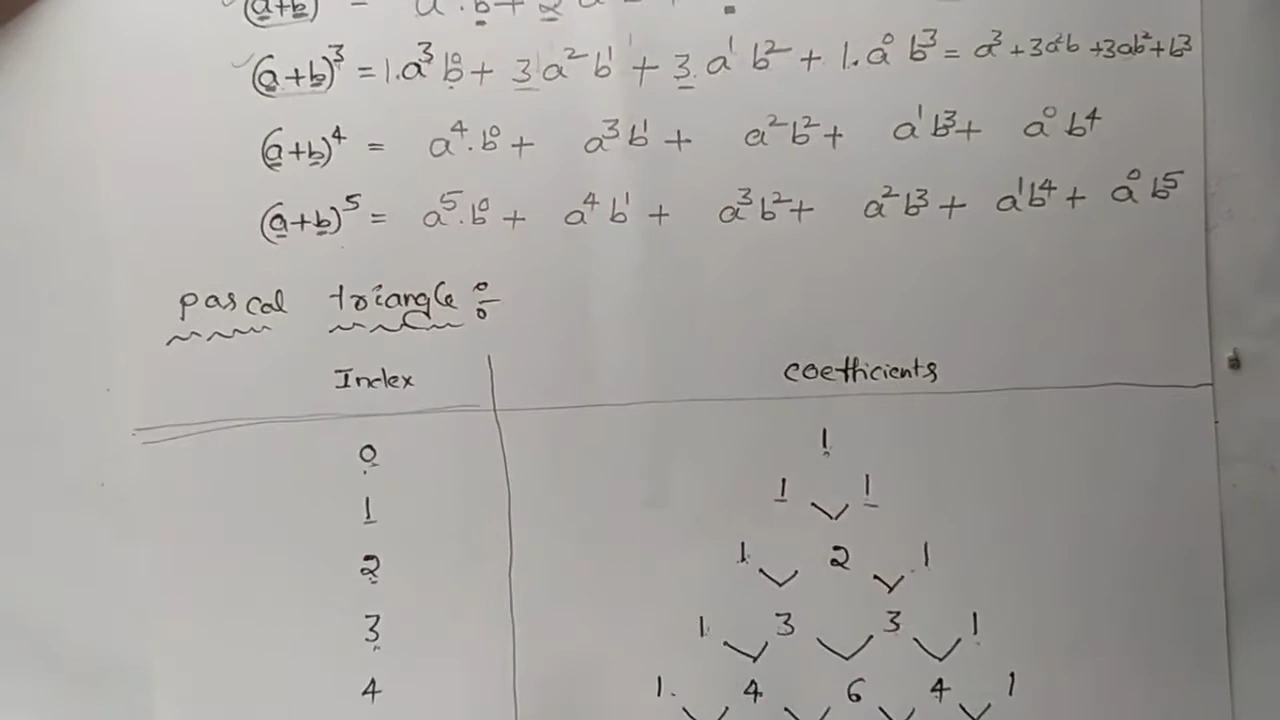 (a+b)³ = 1.a³b⁰ + 3a²b¹ + 3.a¹b² + 1.a⁰b³ = a³+3a²b+3ab²+b³
(a+b)⁴ = a⁴.b⁰ + a³b¹ + a²b² + a¹b³ + a⁰b⁴
(a+b)⁵ = a⁵.b⁰ + a⁴b¹ + a³b² + a²b³ + a¹b⁴ + a⁰b⁵
pascal triangle :-
Index coefficients
0 1
1 1 1
2 1 2 1
3 1 3 3 1
4 1 4 6 4 1